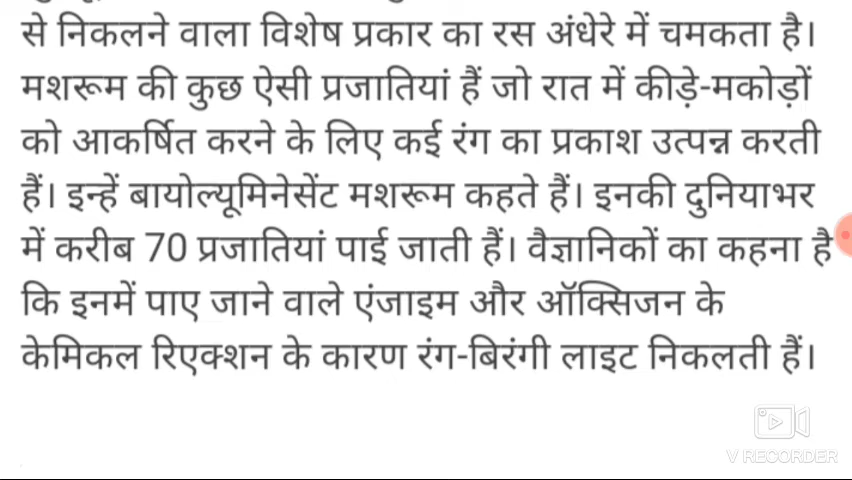 से निकलने वाला विशेष प्रकार का रस अंधेरे में चमकता है।
मशरूम की कुछ ऐसी प्रजातियां हैं जो रात में कीड़े-मकोड़ों
को आकर्षित करने के लिए कई रंग का प्रकाश उत्पन्न करती
हैं। इन्हें बायोल्यूमिनेसेंट मशरूम कहते हैं। इनकी दुनियाभर
में करीब 70 प्रजातियां पाई जाती हैं। वैज्ञानिकों का कहना है
कि इनमें पाए जाने वाले एंजाइम और ऑक्सिजन के
केमिकल रिएक्शन के कारण रंग-बिरंगी लाइट निकलती हैं।
V RECORDER